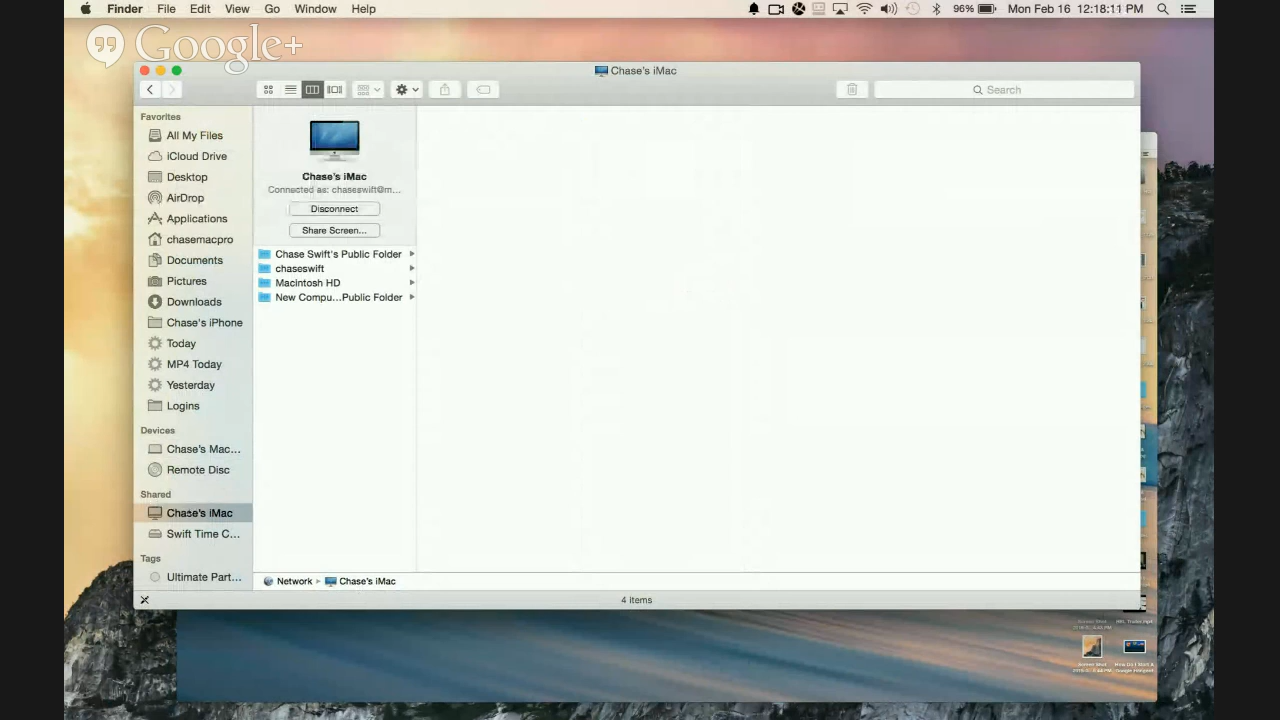 Finder File Edit View Go Window Help
96% Mon Feb 16 12:18:11 PM
Google+
Chase's iMac
Search
Favorites
All My Files
iCloud Drive
Desktop
AirDrop
Applications
chasemacpro
Documents
Pictures
Downloads
Chase's iPhone
Today
MP4 Today
Yesterday
Logins
Devices
Chase's Mac...
Remote Disc
Shared
Chase's iMac
Swift Time C...
Tags
Ultimate Part...
Chase's iMac
Connected as: chaseswift@m...
Disconnect
Share Screen...
Chase Swift's Public Folder
chaseswift
Macintosh HD
New Compu...Public Folder
Network Chase's iMac
4 items